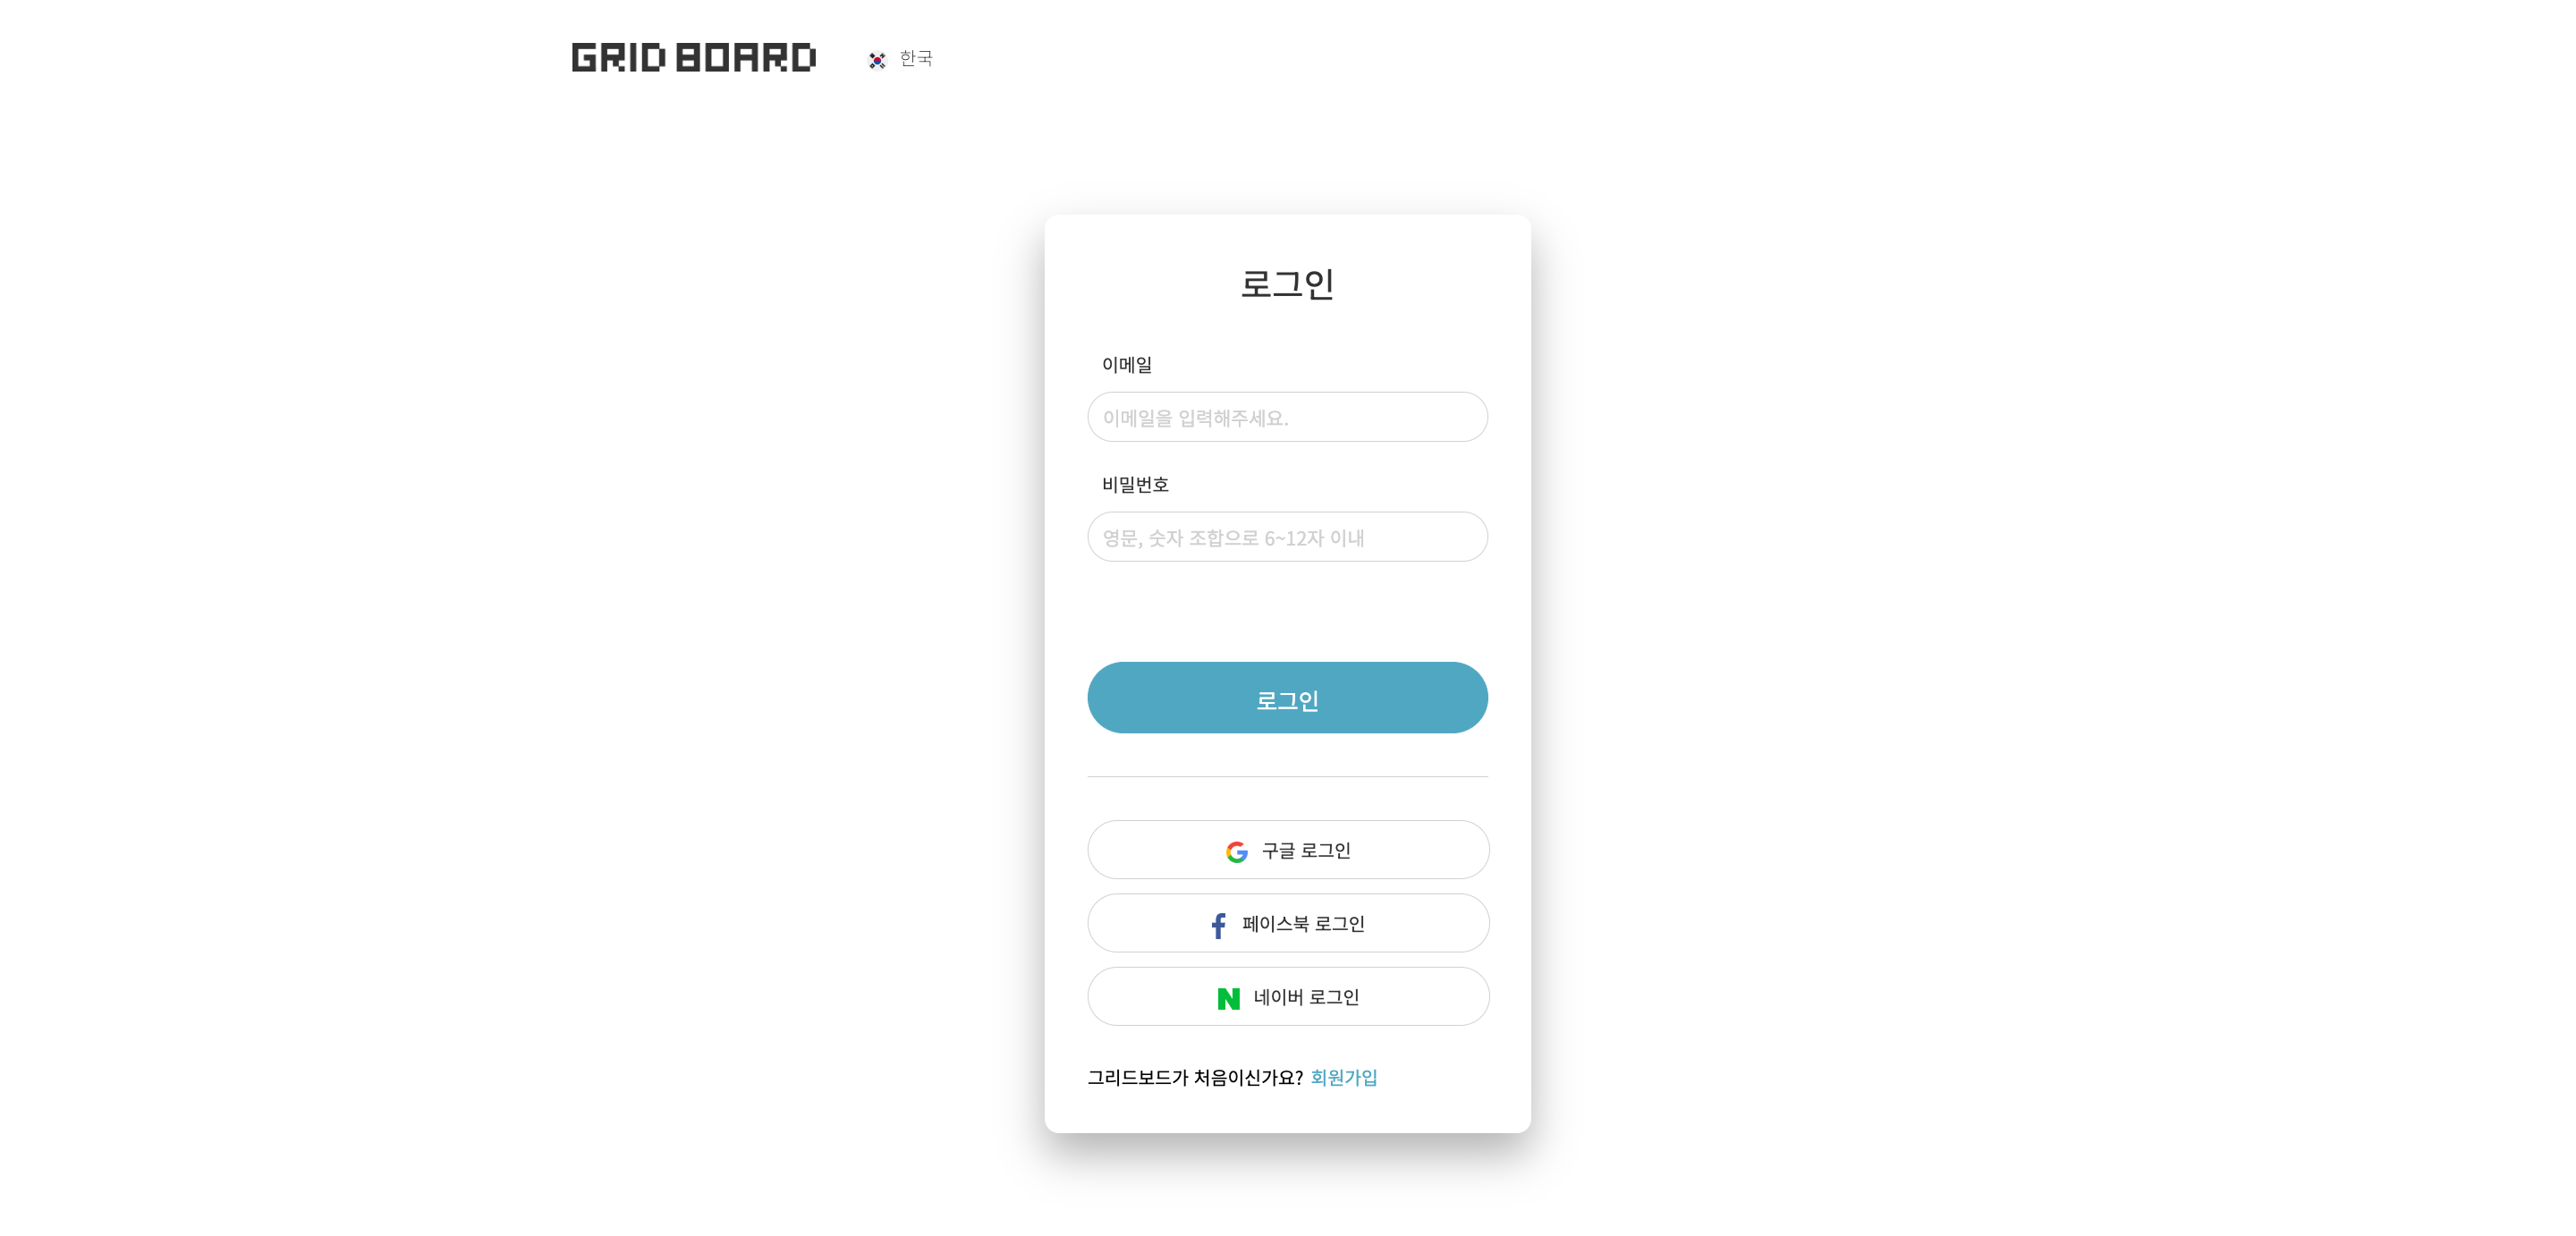 GRID BOARD 한국
로그인
이메일
이메일을 입력해주세요.
비밀번호
영문, 숫자 조합으로 6~12자 이내
로그인
구글 로그인
페이스북 로그인
네이버 로그인
그리드보드가 처음이신가요? 회원가입